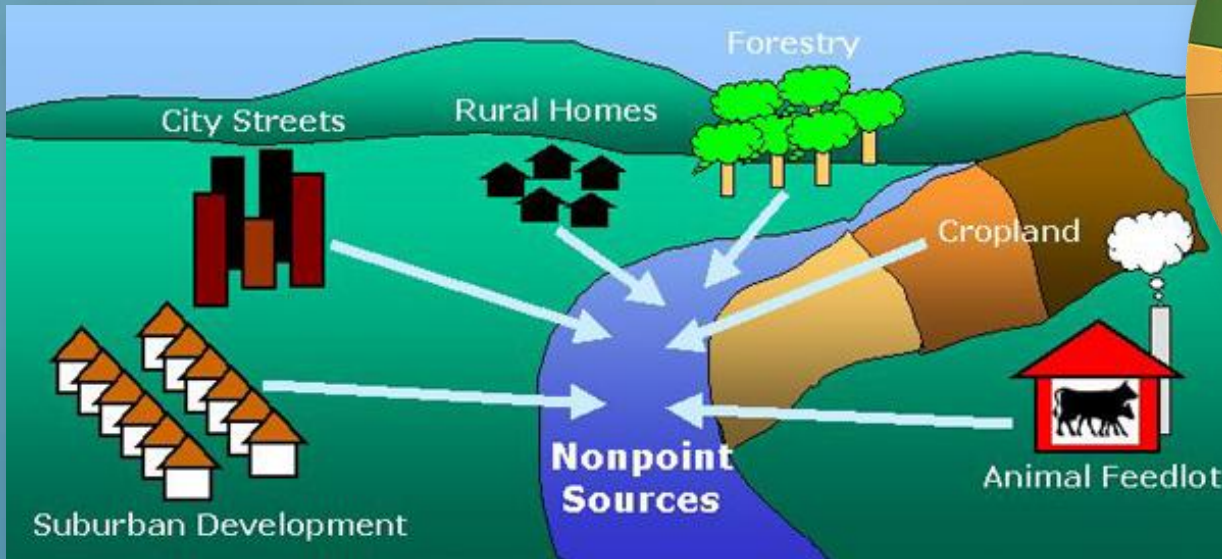 Forestry
City Streets
Rural Homes
Cropland
Nonpoint
Sources
Animal Feedlot
Suburban Development